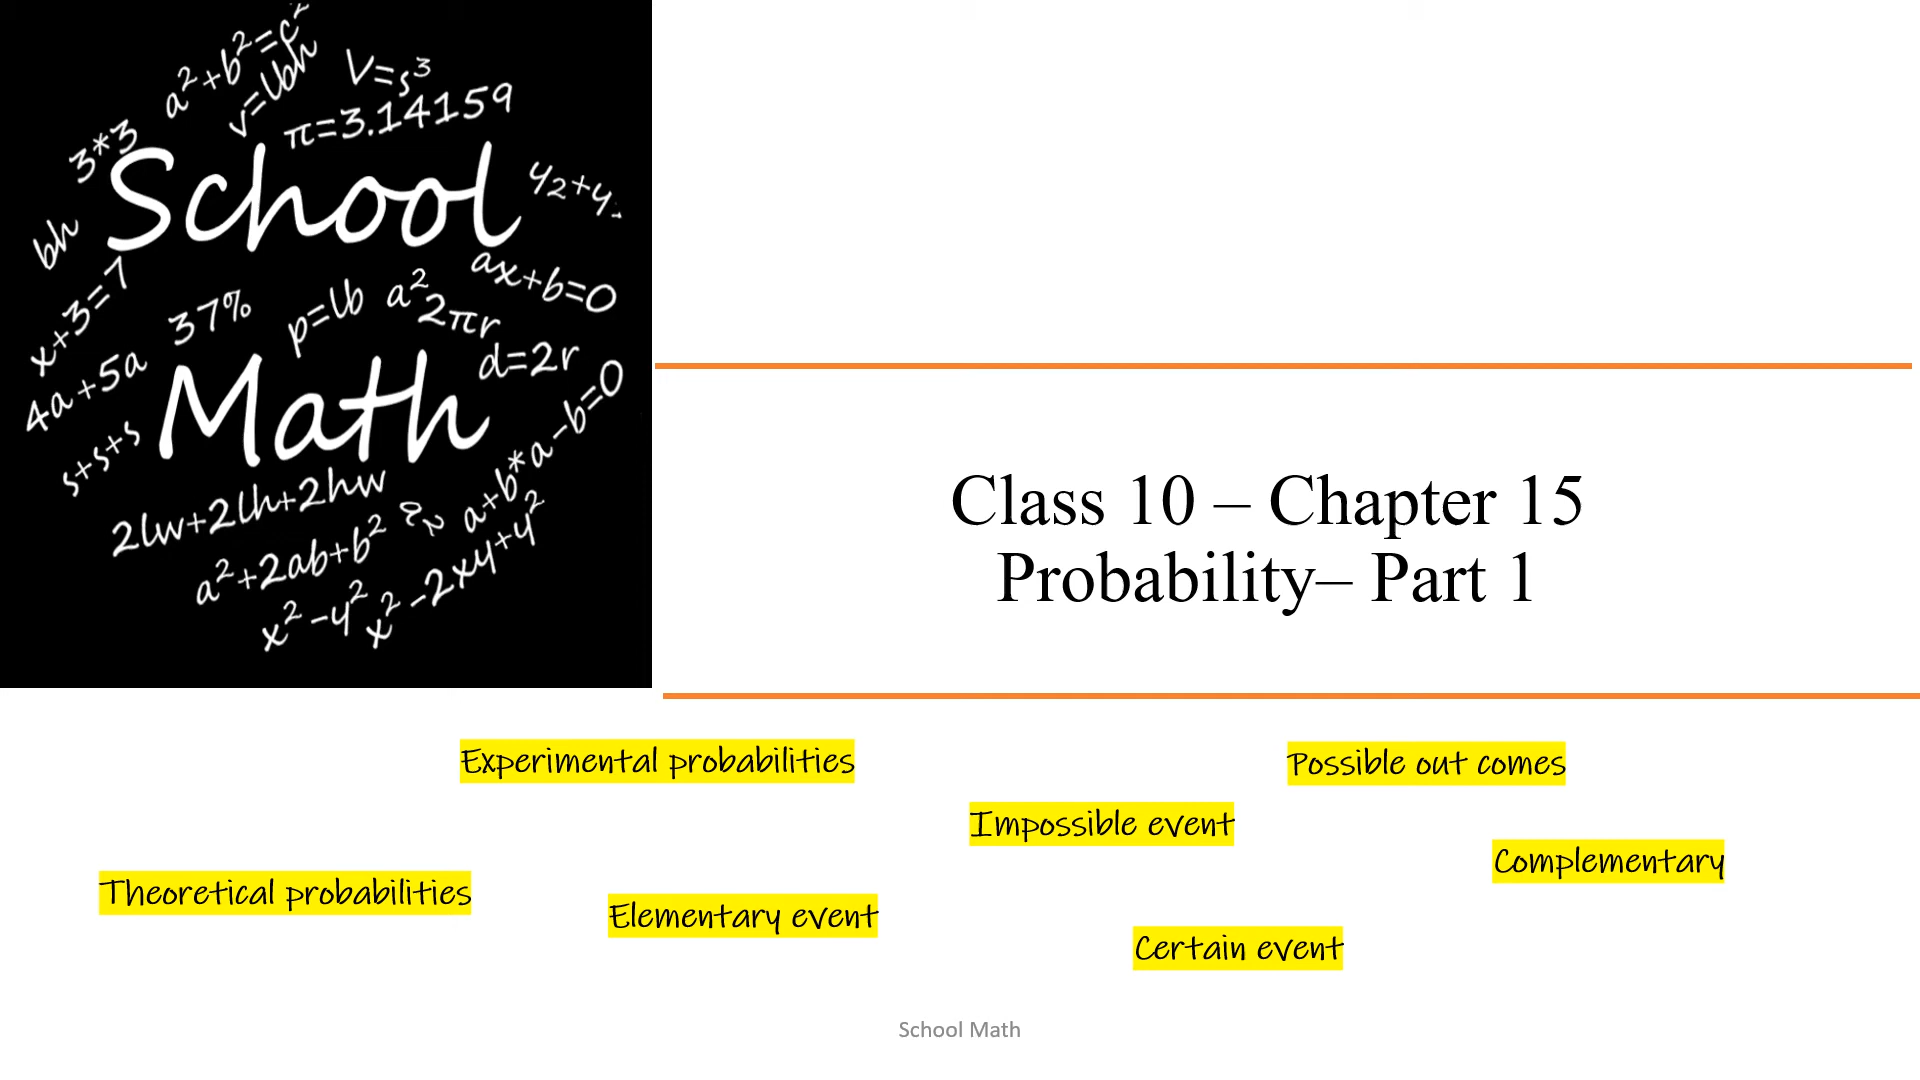 a²+b²=c²
v=lbh
V=s³
π=3.14159
3*3
School
y2+y
bh
ax+b=0
x+3=7
37%
p=lb
a²
2πr
d=2r
4a+5a
Math
s+s+s
a+b*a-b=0
2lw+2lh+2hw
a²+2ab+b²
x²-y²
x²-2xy+y²
Class 10 – Chapter 15
Probability– Part 1
Experimental probabilities
Possible out comes
Impossible event
Complementary
Theoretical probabilities
Elementary event
Certain event
School Math